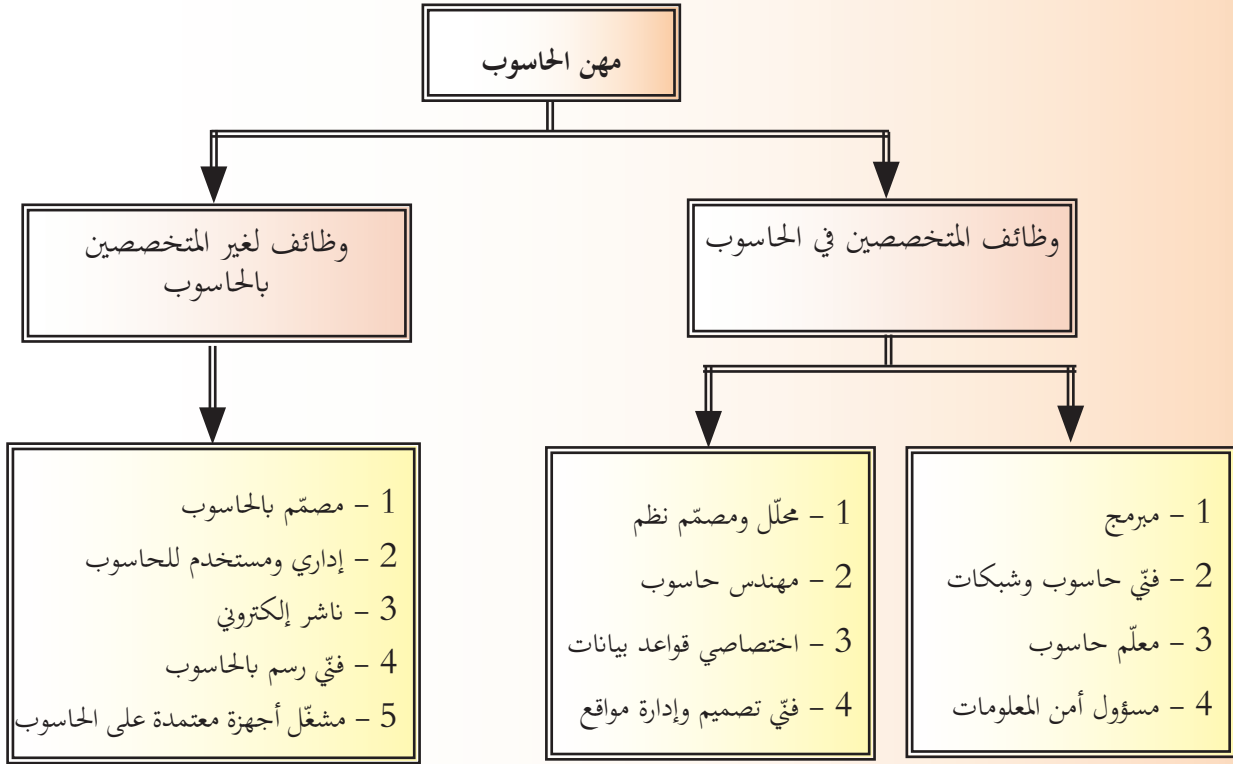 مهن الحاسوب
وظائف المتخصصين في الحاسوب
وظائف لغير المتخصصين
بالحاسوب
1 - مبرمج
2 - فنّي حاسوب وشبكات
3 - معلّم حاسوب
4 - مسؤول أمن المعلومات
1 - محلّل ومصمّم نظم
2 - مهندس حاسوب
3 - اختصاصي قواعد بيانات
4 - فنّي تصميم وإدارة مواقع
1 - مصمّم بالحاسوب
2 - إداري ومستخدم للحاسوب
3 - ناشر إلكتروني
4 - فنّي رسم بالحاسوب
5 - مشغّل أجهزة معتمدة على الحاسوب